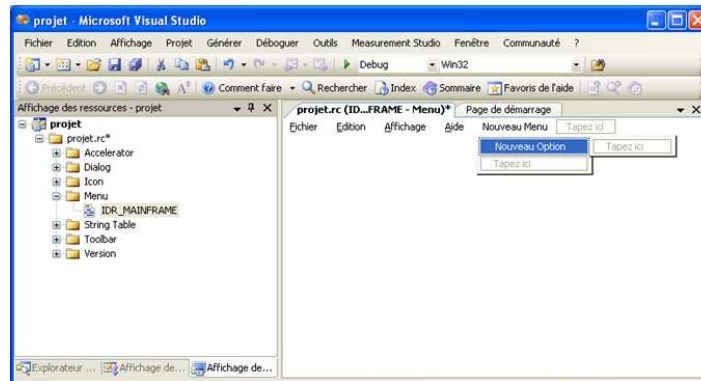 projet - Microsoft Visual Studio
Fichier Edition Affichage Projet Générer Déboguer Outils Measurement Studio Fenêtre Communauté ?
Debug Win32
Précédent Comment faire Rechercher Index Sommaire Favoris de l'aide
Affichage des ressources - projet
projet.rc (ID...FRAME - Menu)* Page de démarrage
projet
Fichier Edition Affichage Aide Nouveau Menu Tapez ici
projet.rc*
Accelerator
Nouveau Option Tapez ici
Dialog
Tapez ici
Icon
Menu
IDR_MAINFRAME
String Table
Toolbar
Version
Explorateur ... Affichage de... Affichage de...